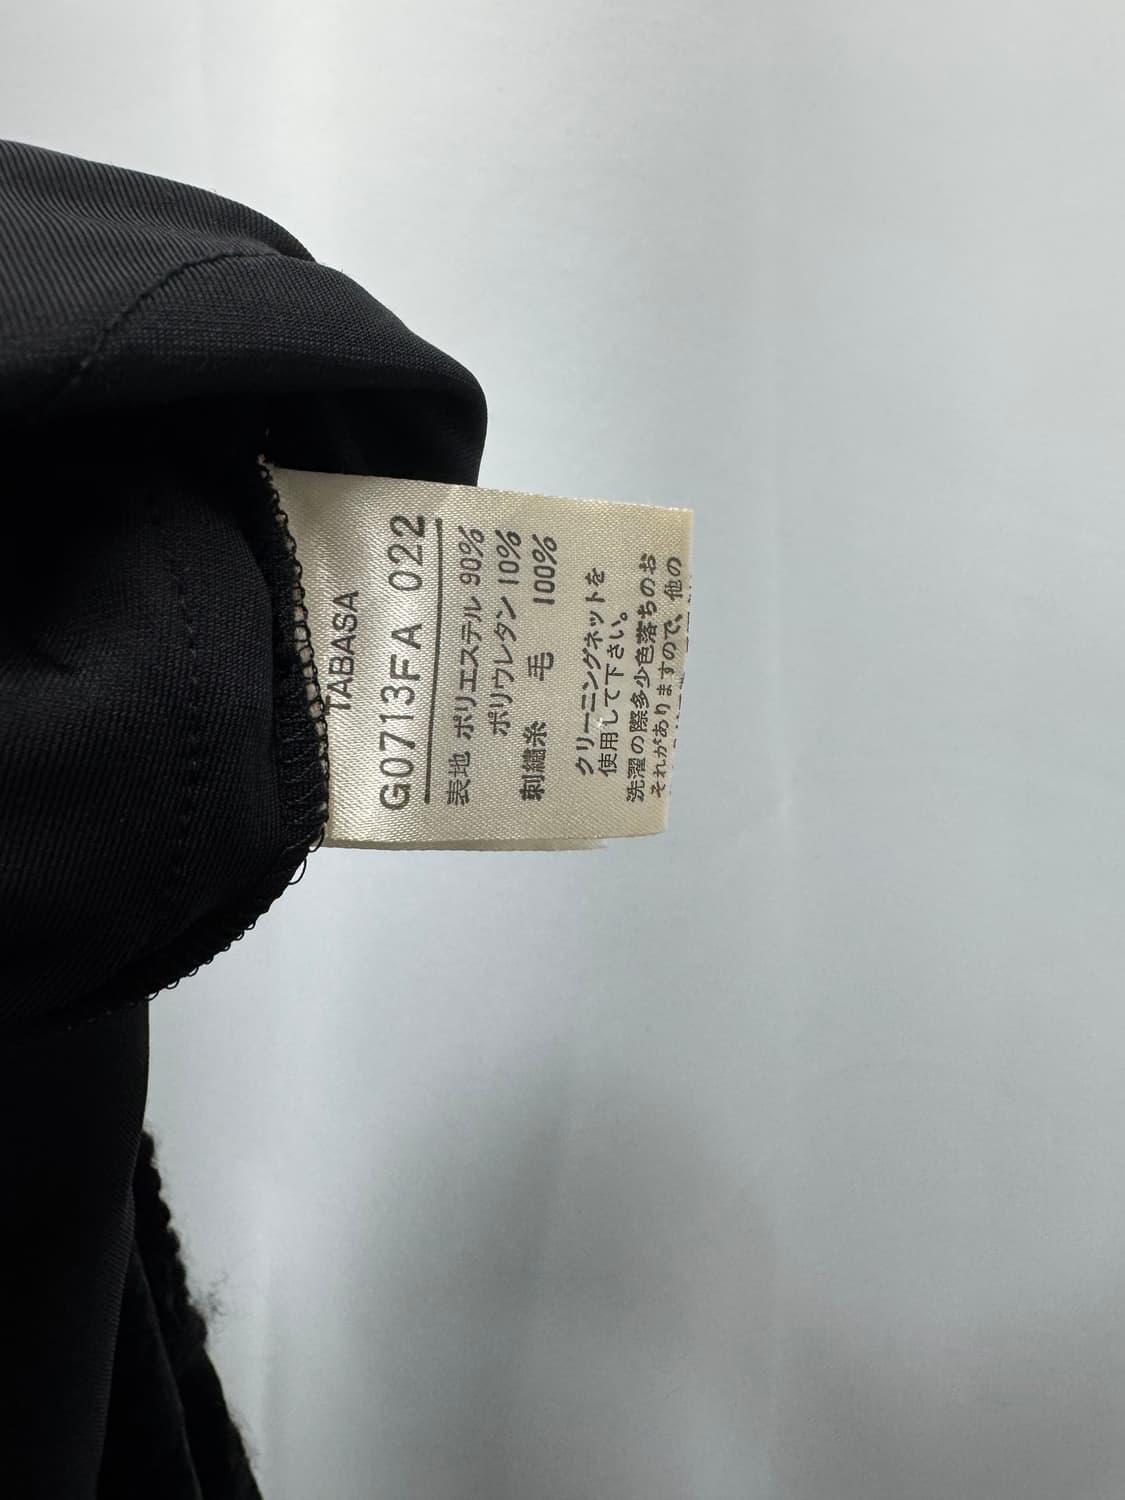 TABASA
G0713FA 022
表地 ポリエステル 90%
ポリウレタン 10%
刺繍糸 毛 100%
クリーニングネットを
使用して下さい。
洗濯の際多少色落ちのお
それがありますので、他の